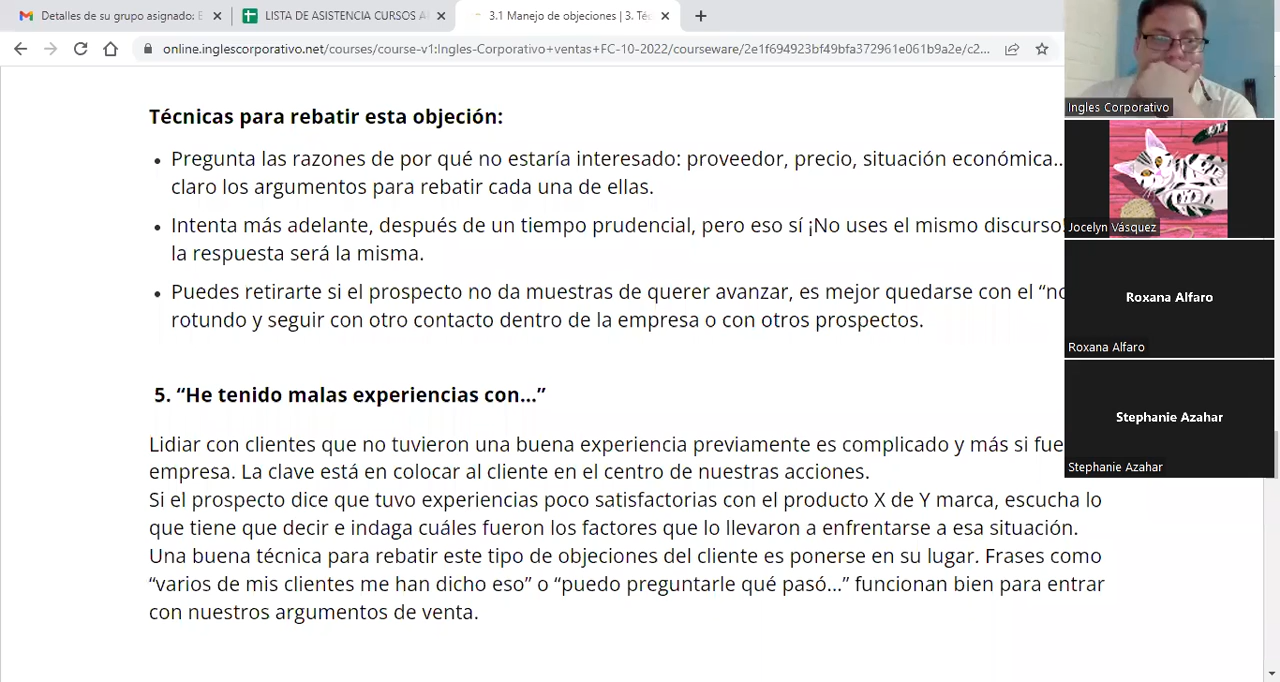 Detalles de su grupo asignado: E
LISTA DE ASISTENCIA CURSOS A
3.1 Manejo de objeciones | 3. Té
online.inglescorporativo.net/courses/course-v1:Ingles-Corporativo+ventas+FC-10-2022/courseware/2e1f694923bf49bfa372961e061b9a2e/c2...
Técnicas para rebatir esta objeción:
• Pregunta las razones de por qué no estaría interesado: proveedor, precio, situación económica..
claro los argumentos para rebatir cada una de ellas.
• Intenta más adelante, después de un tiempo prudencial, pero eso sí ¡No uses el mismo discurso!
la respuesta será la misma.
• Puedes retirarte si el prospecto no da muestras de querer avanzar, es mejor quedarse con el “no
rotundo y seguir con otro contacto dentro de la empresa o con otros prospectos.
5. “He tenido malas experiencias con...”
Lidiar con clientes que no tuvieron una buena experiencia previamente es complicado y más si fue
empresa. La clave está en colocar al cliente en el centro de nuestras acciones.
Si el prospecto dice que tuvo experiencias poco satisfactorias con el producto X de Y marca, escucha lo
que tiene que decir e indaga cuáles fueron los factores que lo llevaron a enfrentarse a esa situación.
Una buena técnica para rebatir este tipo de objeciones del cliente es ponerse en su lugar. Frases como
“varios de mis clientes me han dicho eso” o “puedo preguntarle qué pasó...” funcionan bien para entrar
con nuestros argumentos de venta.
Ingles Corporativo
Jocelyn Vásquez
Roxana Alfaro
Roxana Alfaro
Stephanie Azahar
Stephanie Azahar